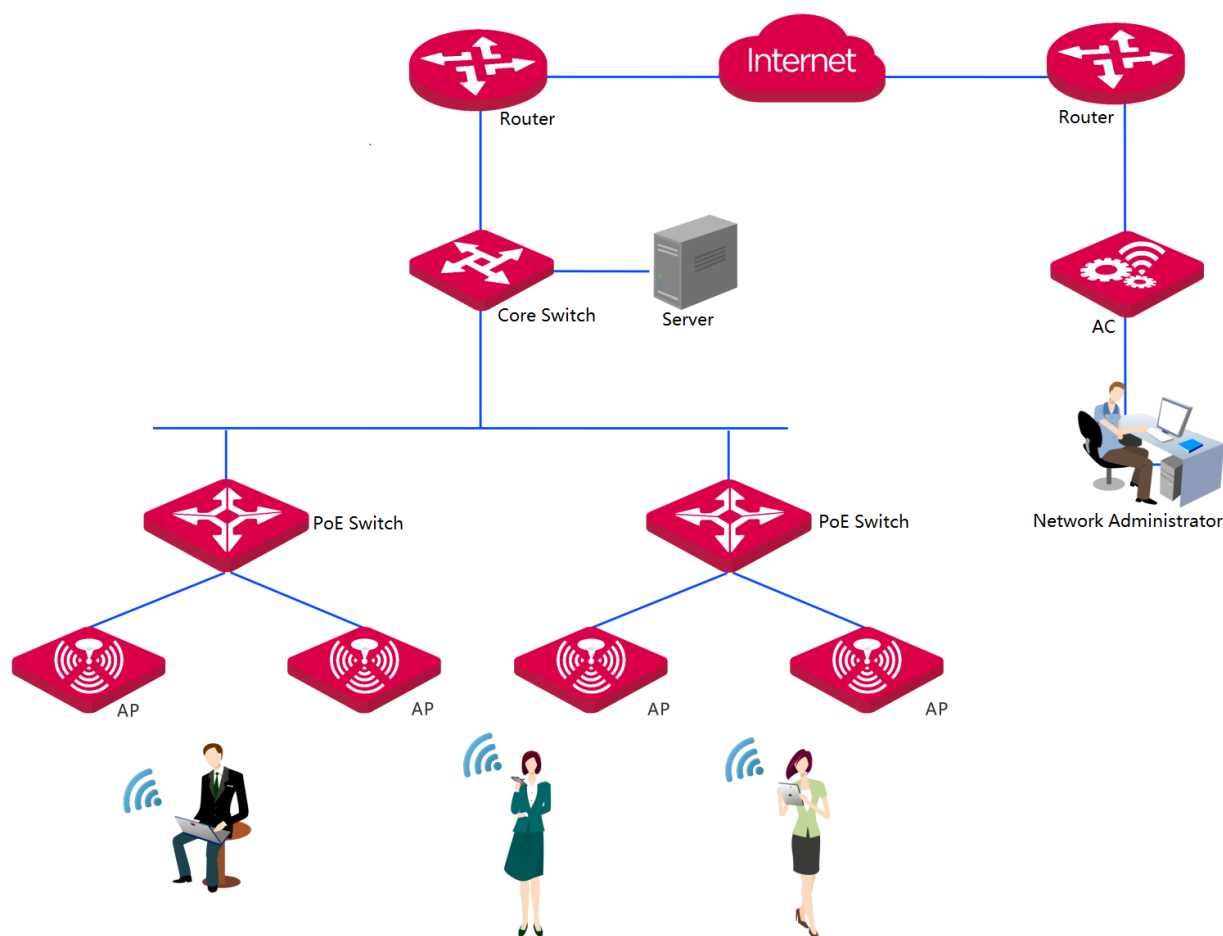 Internet
Router
Router
Core Switch
Server
AC
PoE Switch
PoE Switch
Network Administrator
AP
AP
AP
AP